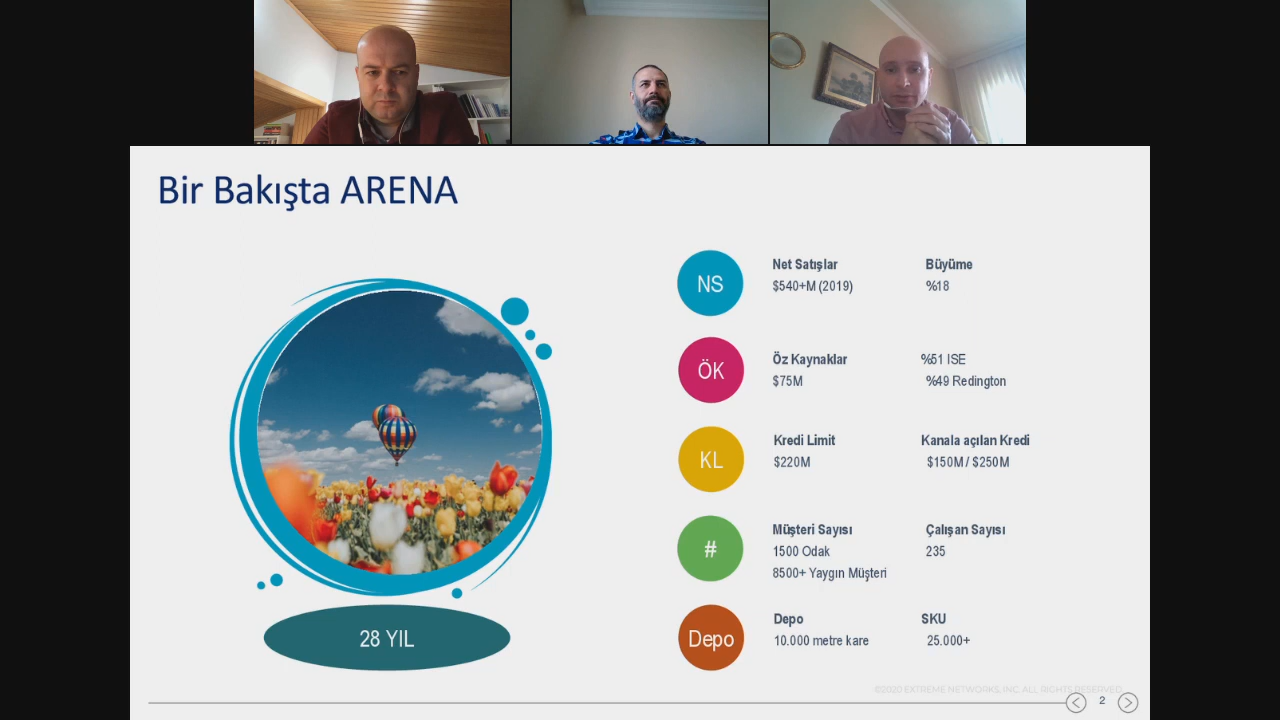 Bir Bakışta ARENA
28 YIL
NS
Net Satışlar Büyüme
$540+M (2019) %18
ÖK
Öz Kaynaklar %51 ISE
$75M %49 Redington
KL
Kredi Limit Kanala açılan Kredi
$220M $150M / $250M
#
Müşteri Sayısı Çalışan Sayısı
1500 Odak 235
8500+ Yaygın Müşteri
Depo
Depo SKU
10.000 metre kare 25.000+
©2020 EXTREME NETWORKS, INC. ALL RIGHTS RESERVED
2